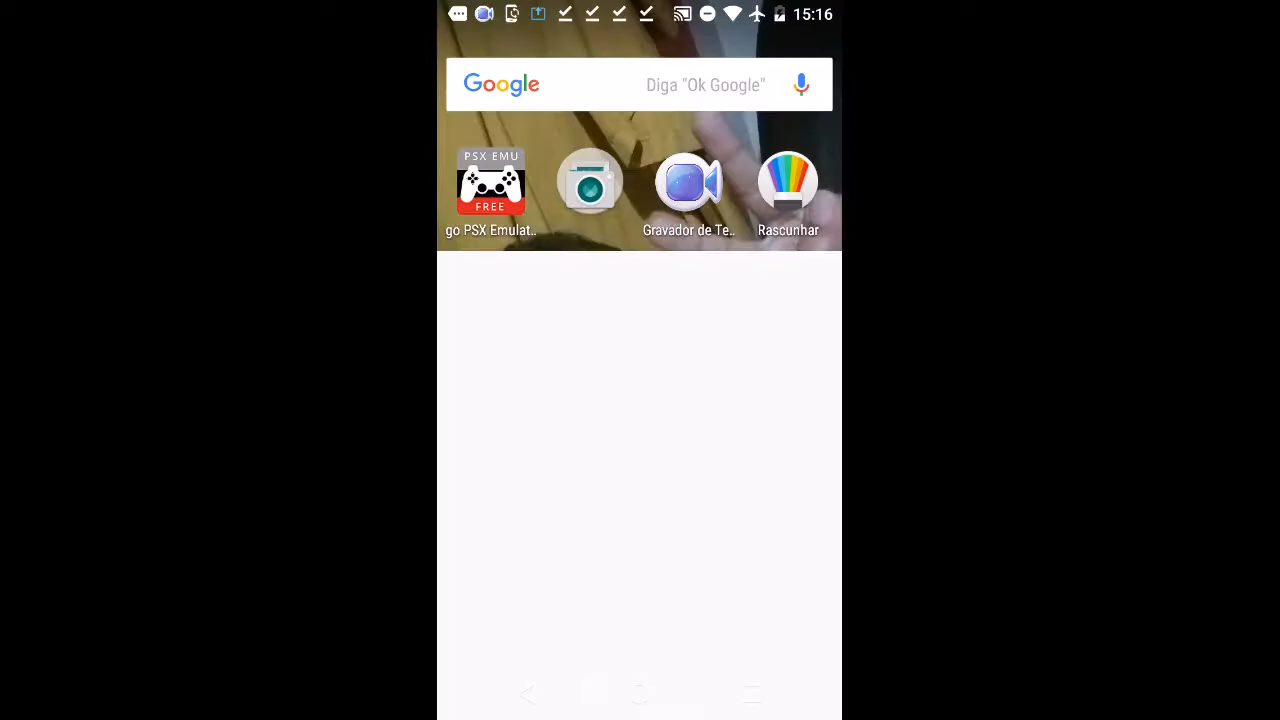 15:16
Google Diga "Ok Google"
PSX EMU
FREE
go PSX Emulat..
Gravador de Te..
Rascunhar